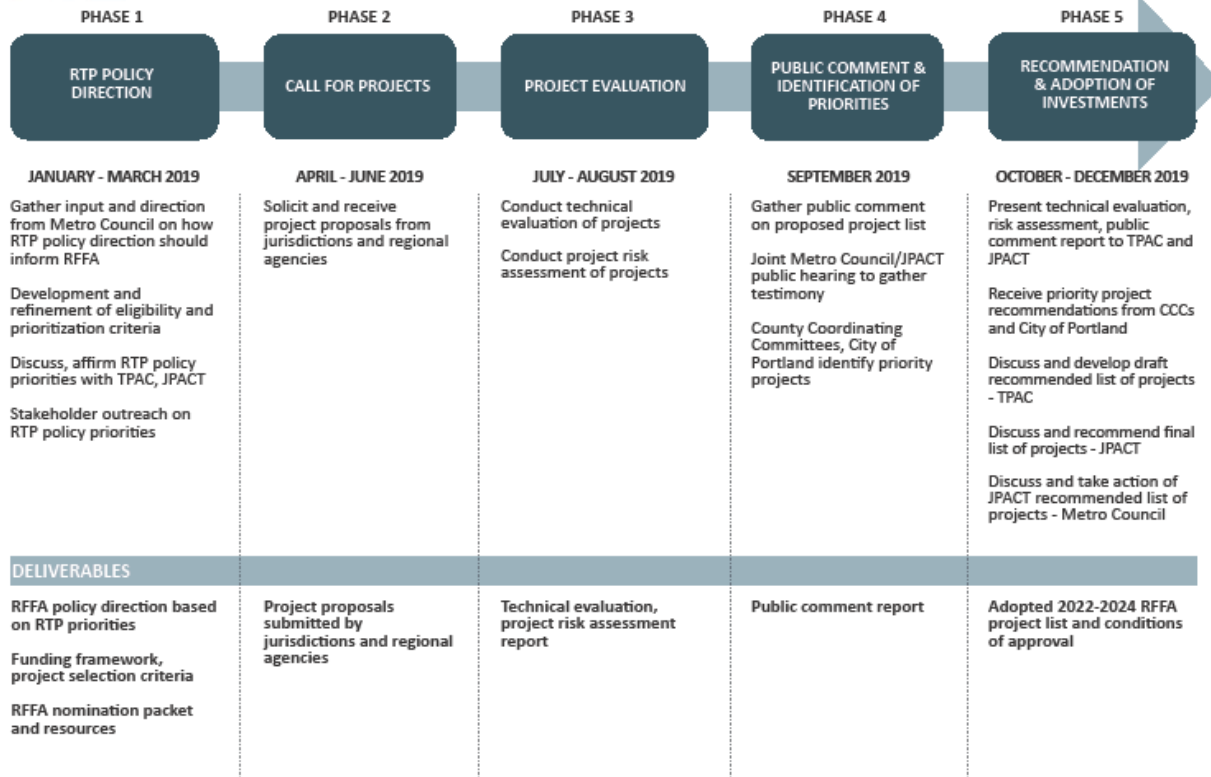 PHASE 1
RTP POLICY
DIRECTION
JANUARY - MARCH 2019
Gather input and direction
from Metro Council on how
RTP policy direction should
inform RFFA
Development and
refinement of eligibility and
prioritization criteria
Discuss, affirm RTP policy
priorities with TPAC, JPACT
Stakeholder outreach on
RTP policy priorities
PHASE 2
CALL FOR PROJECTS
APRIL - JUNE 2019
Solicit and receive
project proposals from
jurisdictions and regional
agencies
PHASE 3
PROJECT EVALUATION
JULY - AUGUST 2019
Conduct technical
evaluation of projects
Conduct project risk
assessment of projects
PHASE 4
PUBLIC COMMENT &
IDENTIFICATION OF
PRIORITIES
SEPTEMBER 2019
Gather public comment
on proposed project list
Joint Metro Council/JPACT
public hearing to gather
testimony
County Coordinating
Committees, City of
Portland identify priority
projects
PHASE 5
RECOMMENDATION
& ADOPTION OF
INVESTMENTS
OCTOBER - DECEMBER 2019
Present technical evaluation,
risk assessment, public
comment report to TPAC and
JPACT
Receive priority project
recommendations from CCCs
and City of Portland
Discuss and develop draft
recommended list of projects
- TPAC
Discuss and recommend final
list of projects - JPACT
Discuss and take action of
JPACT recommended list of
projects - Metro Council
DELIVERABLES
RFFA policy direction based
on RTP priorities
Funding framework,
project selection criteria
RFFA nomination packet
and resources
Project proposals
submitted by
jurisdictions and regional
agencies
Technical evaluation,
project risk assessment
report
Public comment report
Adopted 2022-2024 RFFA
project list and conditions
of approval